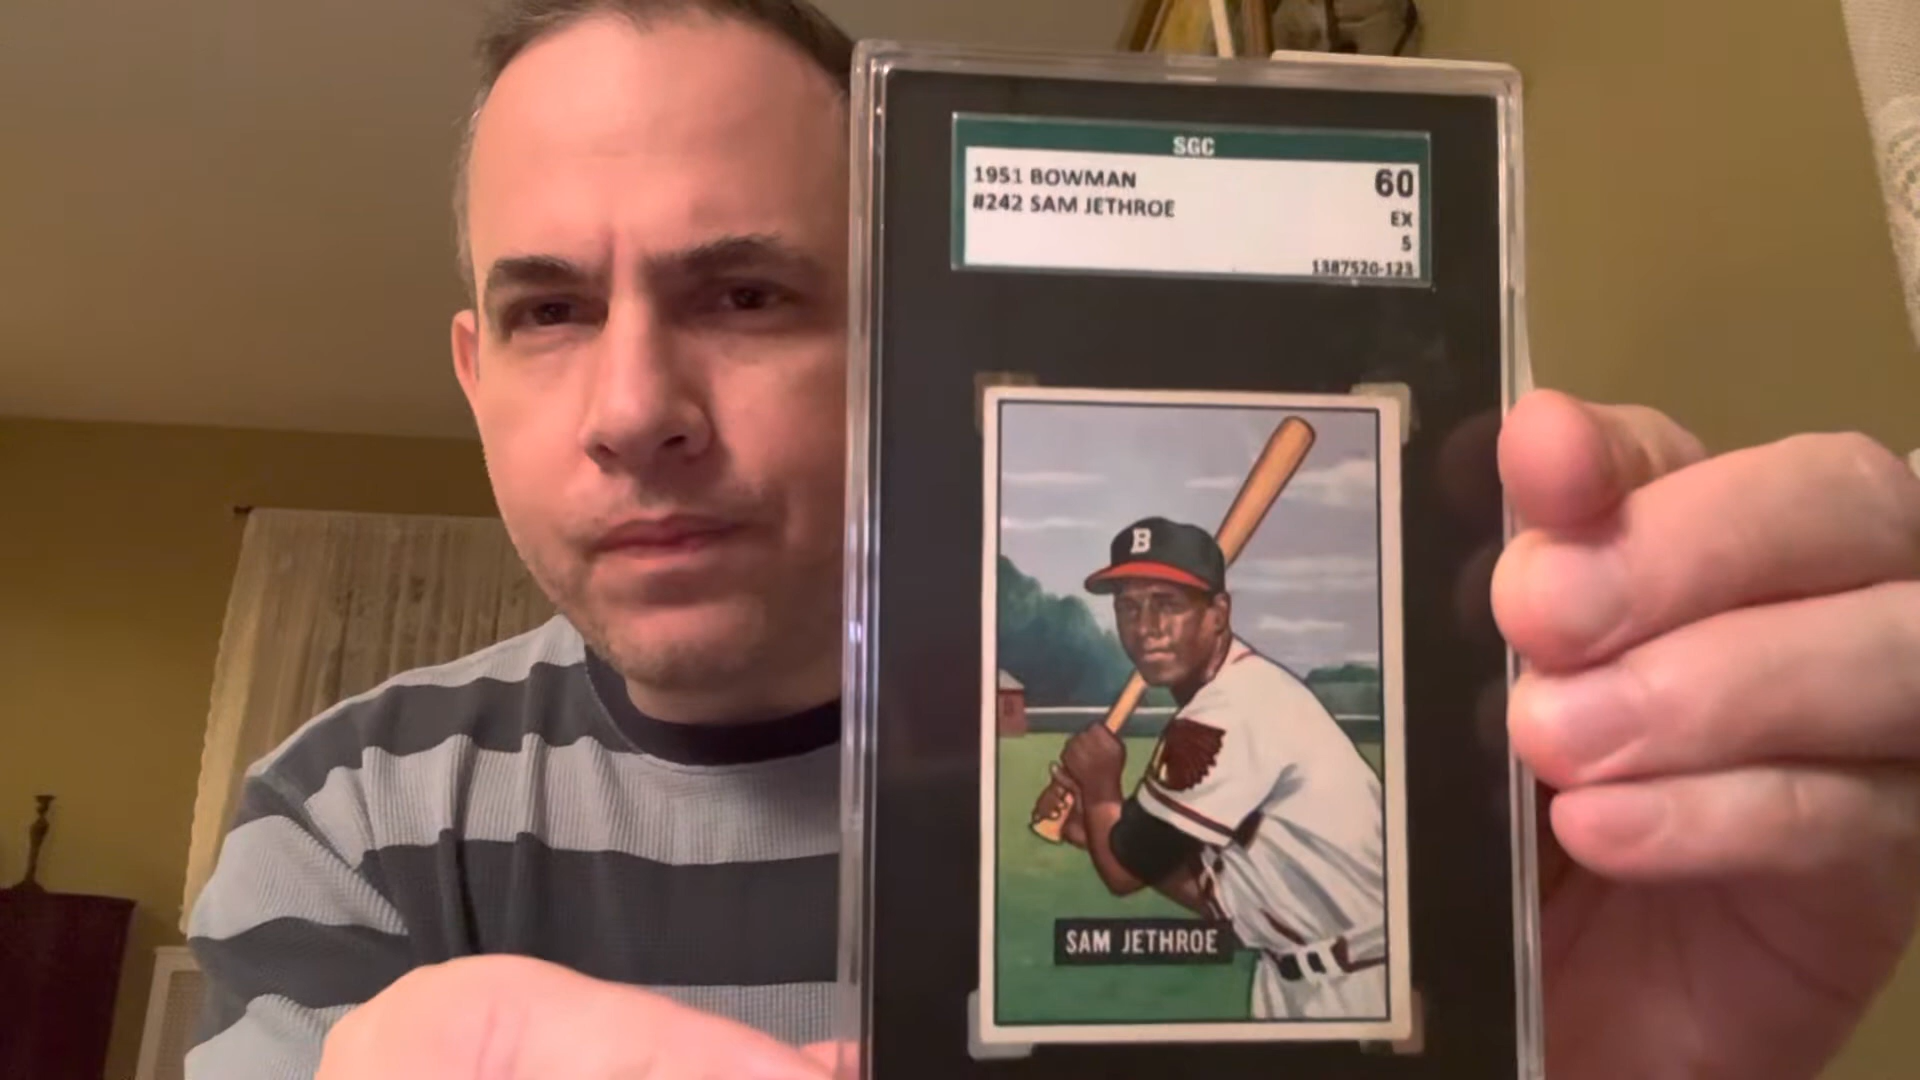 SGC
1951 BOWMAN
60
#242 SAM JETHROE
EX
5
1387520-123
B
SAM JETHROE